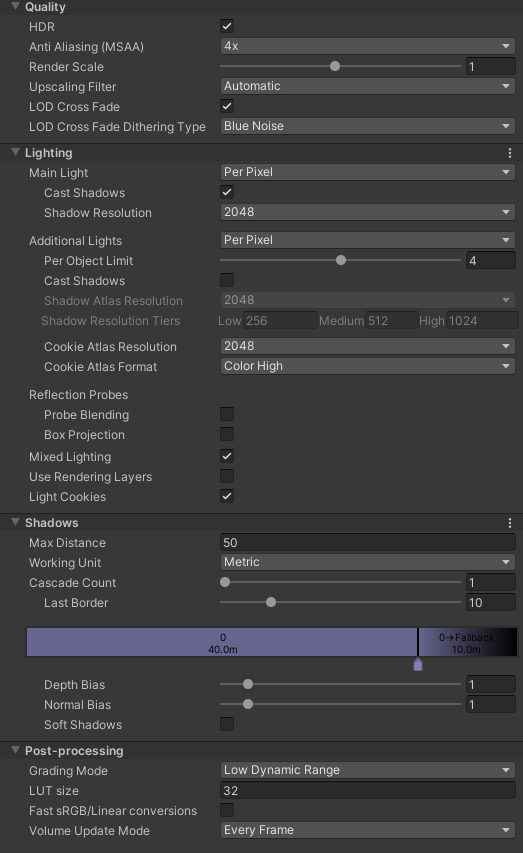 Quality
HDR
Anti Aliasing (MSAA) 4x
Render Scale 1
Upscaling Filter Automatic
LOD Cross Fade
LOD Cross Fade Dithering Type Blue Noise
Lighting
Main Light Per Pixel
Cast Shadows
Shadow Resolution 2048
Additional Lights Per Pixel
Per Object Limit 4
Cast Shadows
Shadow Atlas Resolution 2048
Shadow Resolution Tiers Low 256 Medium 512 High 1024
Cookie Atlas Resolution 2048
Cookie Atlas Format Color High
Reflection Probes
Probe Blending
Box Projection
Mixed Lighting
Use Rendering Layers
Light Cookies
Shadows
Max Distance 50
Working Unit Metric
Cascade Count 1
Last Border 10
0 0→Fallback
40.0m 10.0m
Depth Bias 1
Normal Bias 1
Soft Shadows
Post-processing
Grading Mode Low Dynamic Range
LUT size 32
Fast sRGB/Linear conversions
Volume Update Mode Every Frame